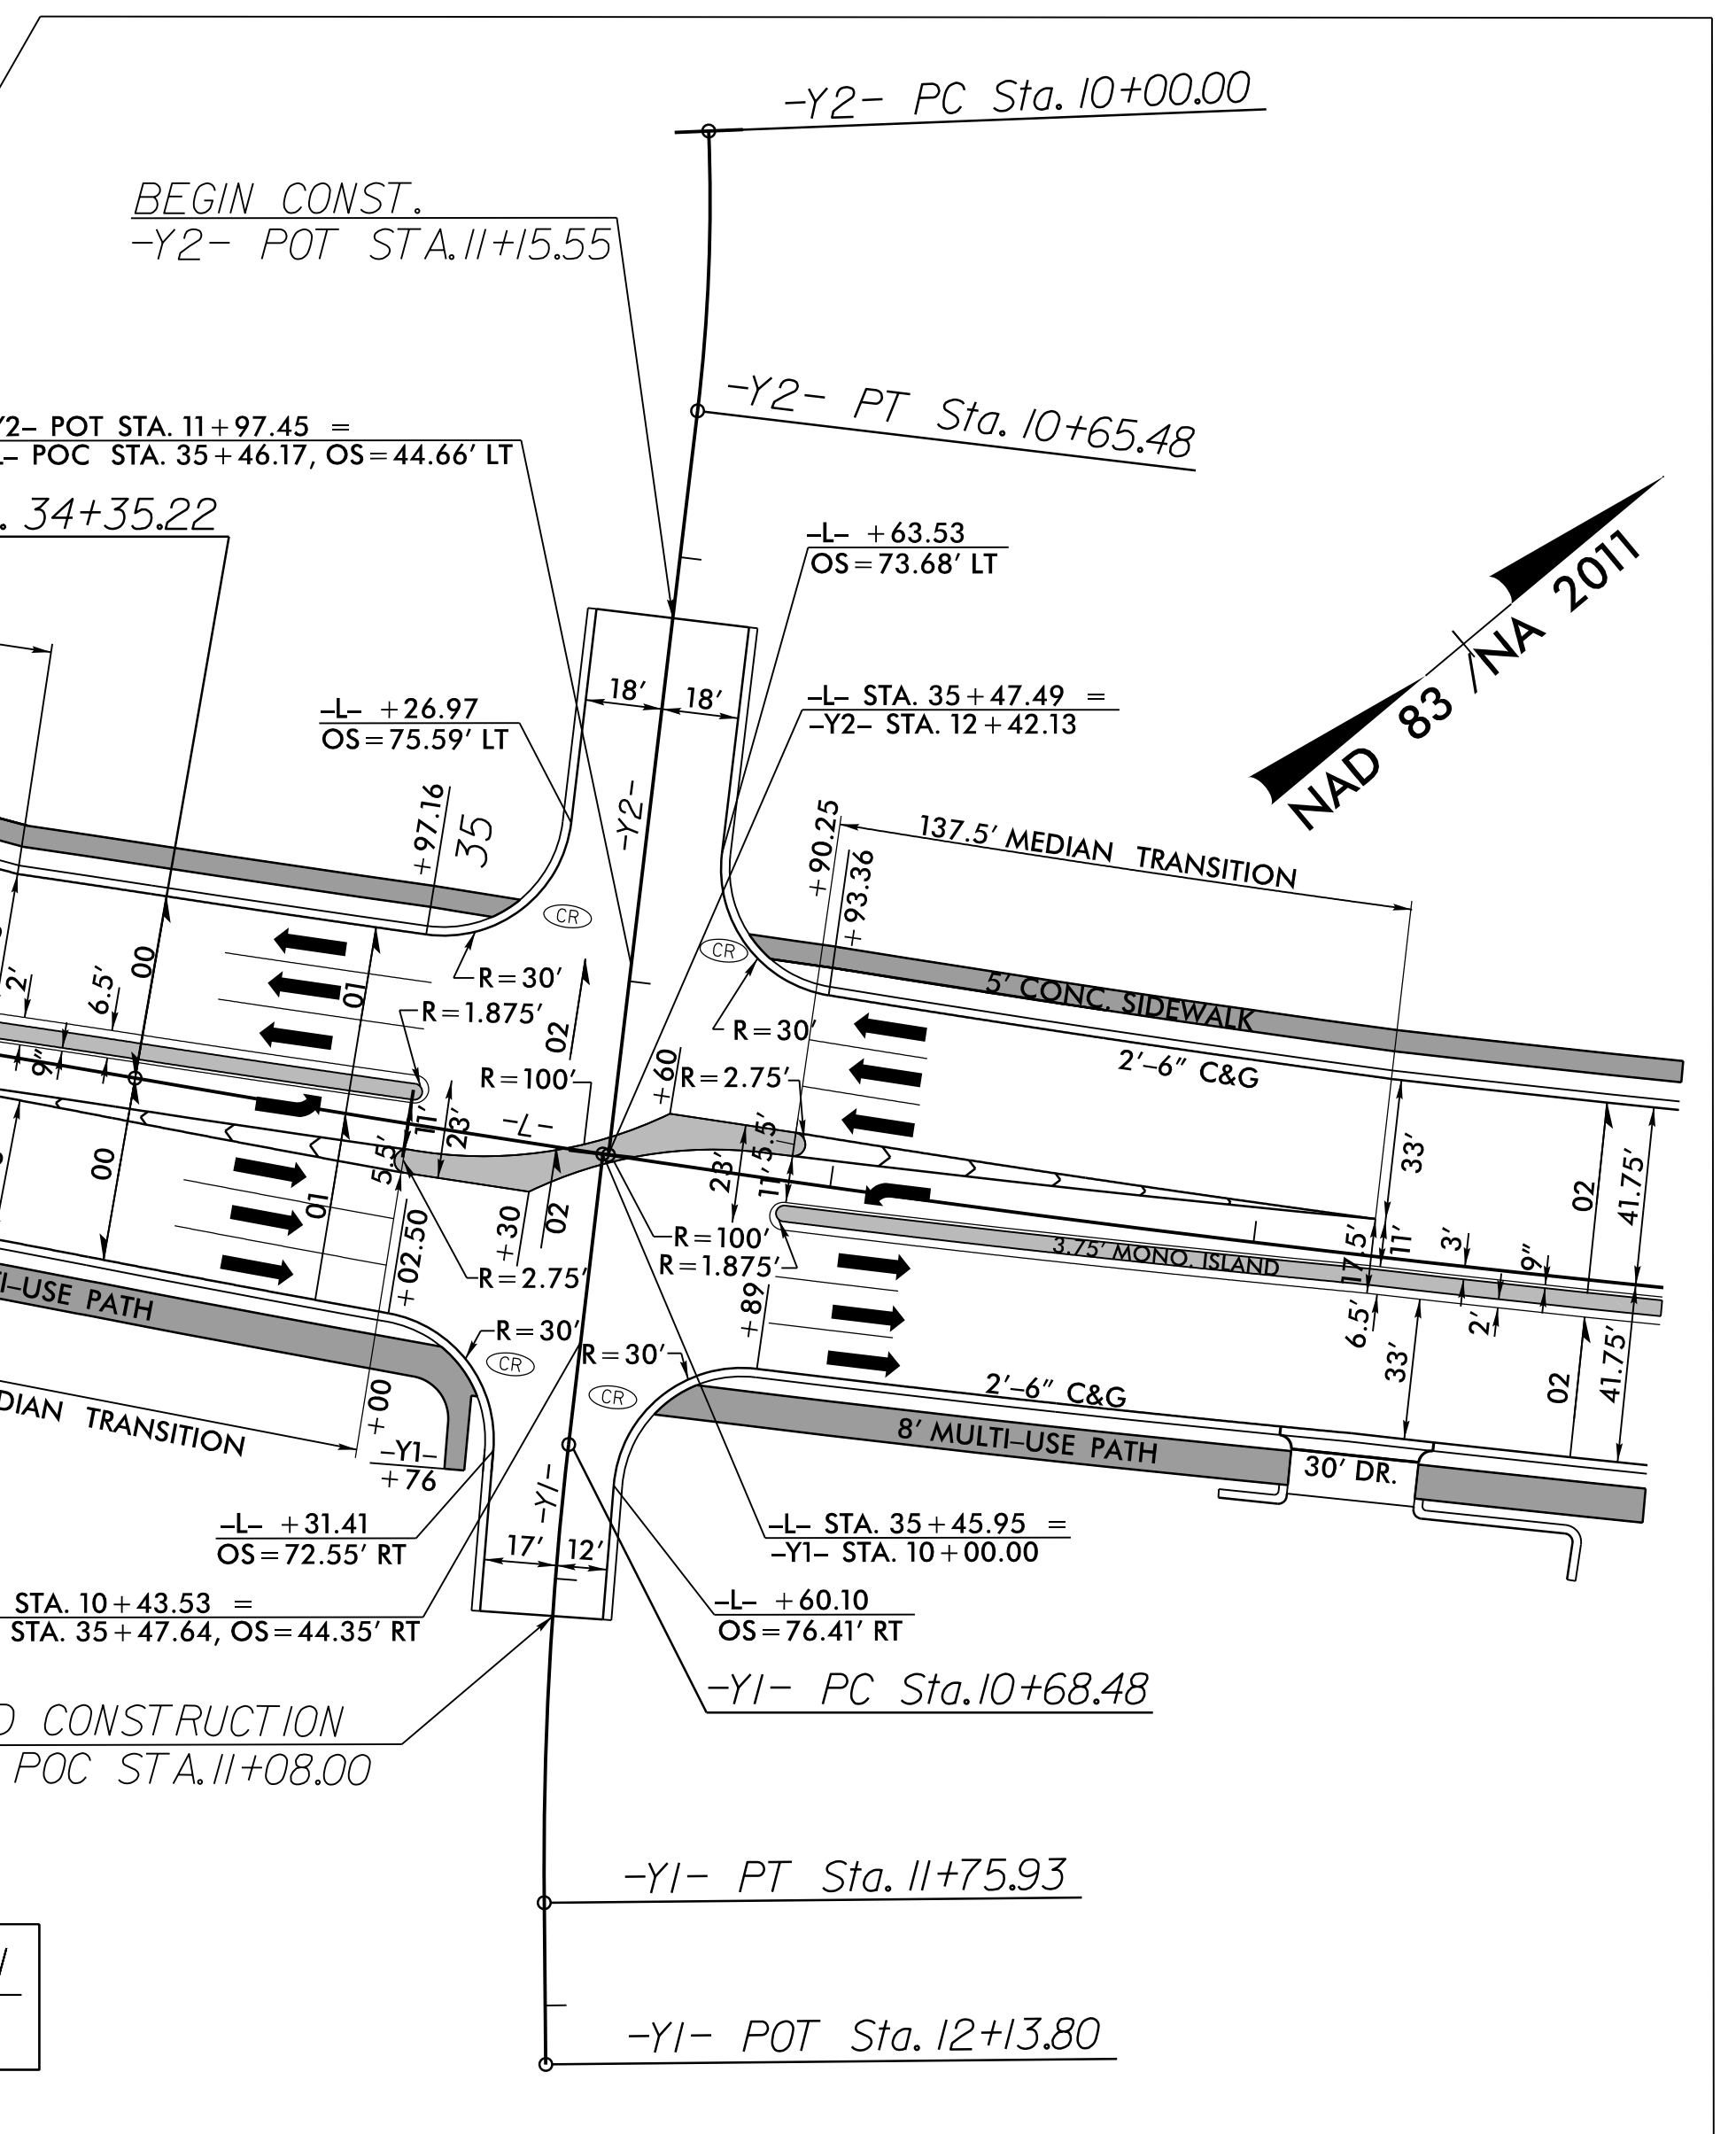 -Y2- PC Sta. 10+00.00
BEGIN CONST.
-Y2- POT STA. 11+15.55
-Y2- PT Sta. 10+65.48
Y2- POT STA. 11+97.45 =
L- POC STA. 35+46.17, OS=44.66' LT
. 34+35.22
-L- +63.53
OS=73.68' LT
NAD 83 /NA 2011
-L- +26.97
OS=75.59' LT
18'
18'
-L- STA. 35+47.49 =
-Y2- STA. 12+42.13
-Y2-
+97.16
35
+90.25
+93.36
137.5' MEDIAN TRANSITION
CR
CR
R=30'
R=1.875'
R=30'
5' CONC. SIDEWALK
2'-6" C&G
2'
6.5'
9"
00
01
02
R=100'
+60
R=2.75'
-L-
11'
23'
5.5'
23'
11'
5.5'
00
01
02
+30
+02.50
R=2.75'
R=100'
R=1.875'
+89
3.75' MONO. ISLAND
33'
17.5'
11'
3'
9"
02
41.75'
6.5'
33'
2'
02
41.75'
TI-USE PATH
R=30'
CR
R=30'
CR
2'-6" C&G
8' MULTI-USE PATH
30' DR.
DIAN TRANSITION
+00
-Y1-
+76
-Y1-
-L- +31.41
OS=72.55' RT
17'
12'
-L- STA. 35+45.95 =
-Y1- STA. 10+00.00
STA. 10+43.53 =
STA. 35+47.64, OS=44.35' RT
-L- +60.10
OS=76.41' RT
-Y1- PC Sta. 10+68.48
D CONSTRUCTION
POC STA. 11+08.00
-Y1- PT Sta. 11+75.93
-Y1- POT Sta. 12+13.80